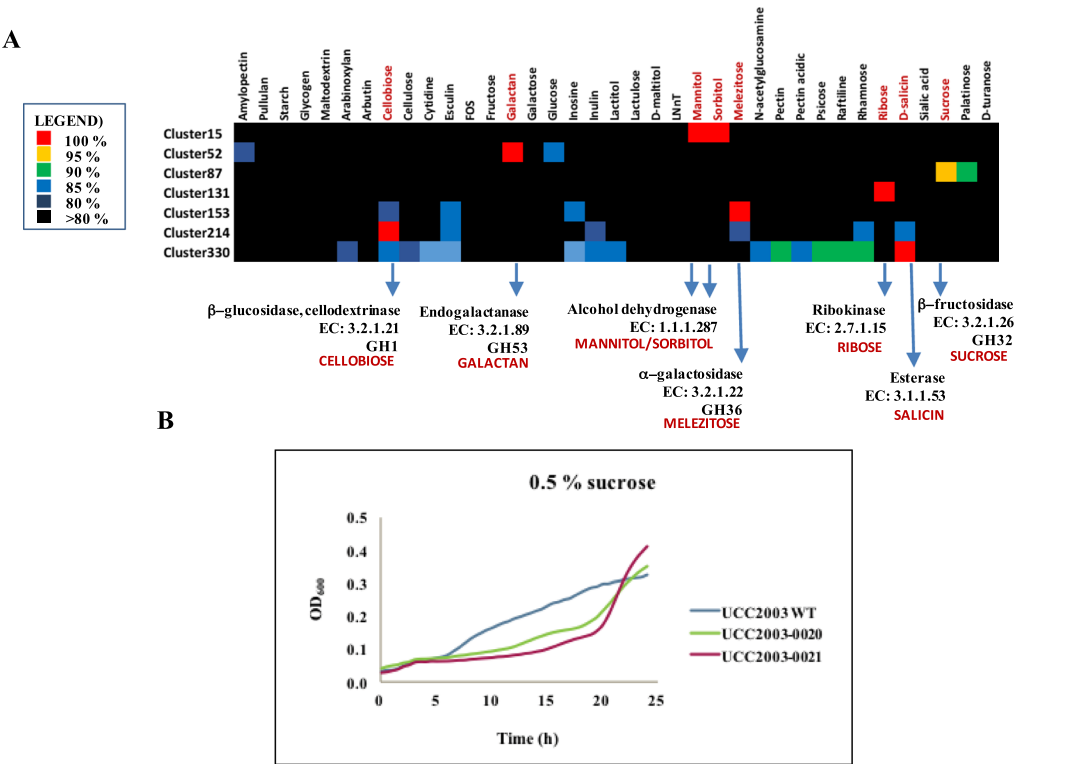 A
Amylopectin
Pullulan
Starch
Glycogen
Maltodextrin
Arabinoxylan
Arbutin
Cellobiose
Cellulose
Cytidine
Esculin
FOS
Fructose
Galactan
Galactose
Glucose
Inosine
Inulin
Lactitol
Lactulose
D-maltitol
LNnT
Mannitol
Sorbitol
Melezitose
N-acetylglucosamine
Pectin
Pectin acidic
Psicose
Raftiline
Rhamnose
Ribose
D-salicin
Sialic acid
Sucrose
Palatinose
D-turanose
LEGEND)
100 %
95 %
90 %
85 %
80 %
>80 %
Cluster15
Cluster52
Cluster87
Cluster131
Cluster153
Cluster214
Cluster330
β-glucosidase, cellodextrinase
EC: 3.2.1.21
GH1
CELLOBIOSE
Endogalactanase
EC: 3.2.1.89
GH53
GALACTAN
Alcohol dehydrogenase
EC: 1.1.1.287
MANNITOL/SORBITOL
α-galactosidase
EC: 3.2.1.22
GH36
MELEZITOSE
Ribokinase
EC: 2.7.1.15
RIBOSE
β-fructosidase
EC: 3.2.1.26
GH32
SUCROSE
Esterase
EC: 3.1.1.53
SALICIN
B
0.5 % sucrose
0.5
0.4
0.3
0.2
0.1
0.0
OD600
0 5 10 15 20 25
Time (h)
UCC2003 WT
UCC2003-0020
UCC2003-0021